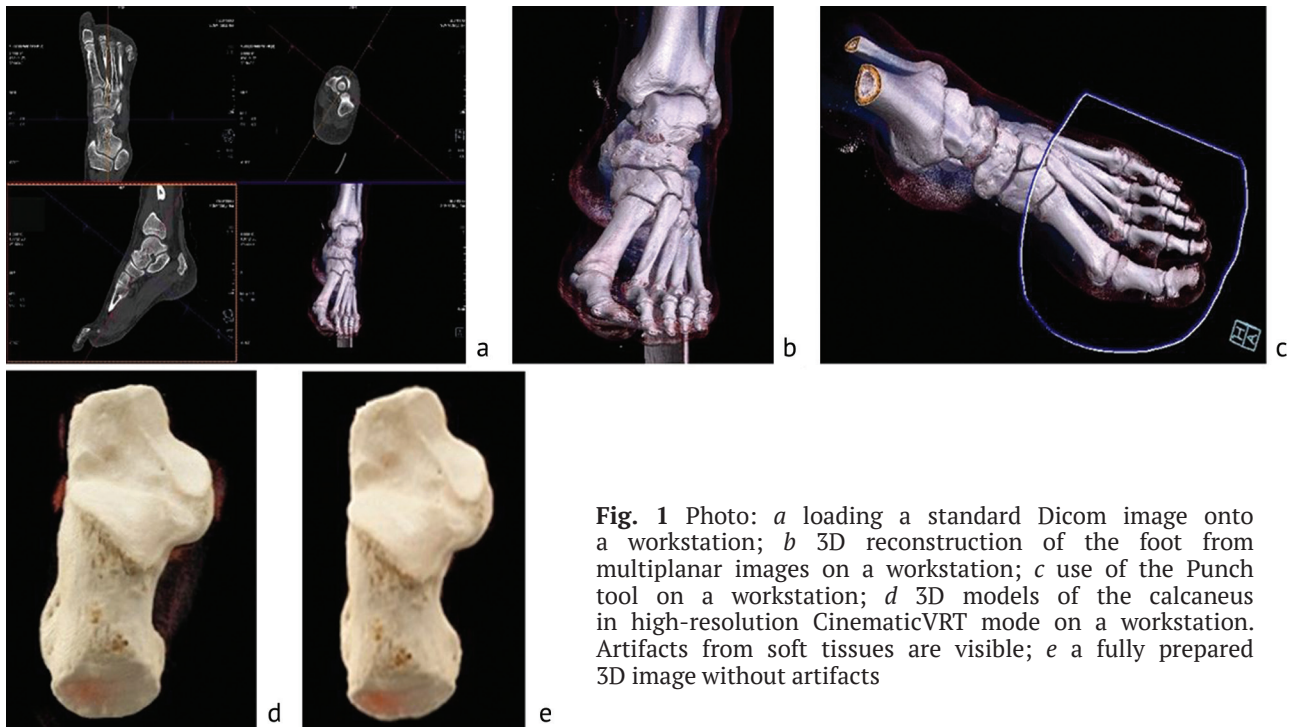 a
b
c
H
A
d
e
Fig. 1 Photo: a loading a standard Dicom image onto
a workstation; b 3D reconstruction of the foot from
multiplanar images on a workstation; c use of the Punch
tool on a workstation; d 3D models of the calcaneus
in high-resolution CinematicVRT mode on a workstation.
Artifacts from soft tissues are visible; e a fully prepared
3D image without artifacts